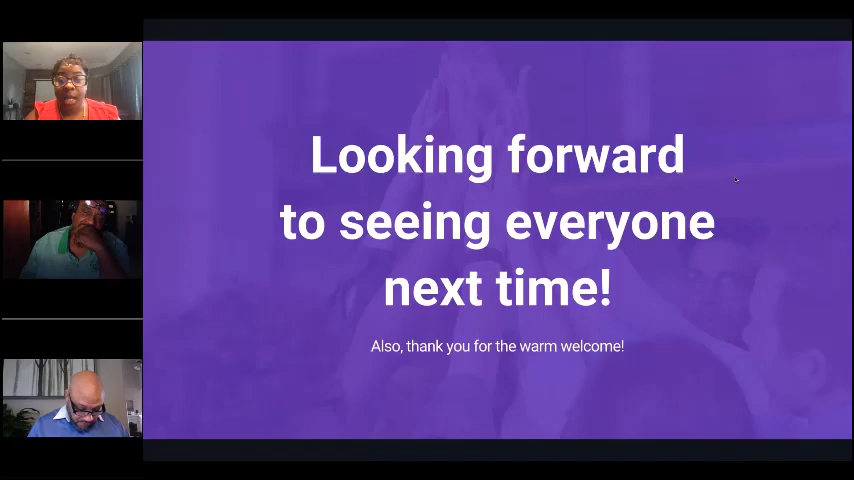 Looking forward
to seeing everyone
next time!
Also, thank you for the warm welcome!